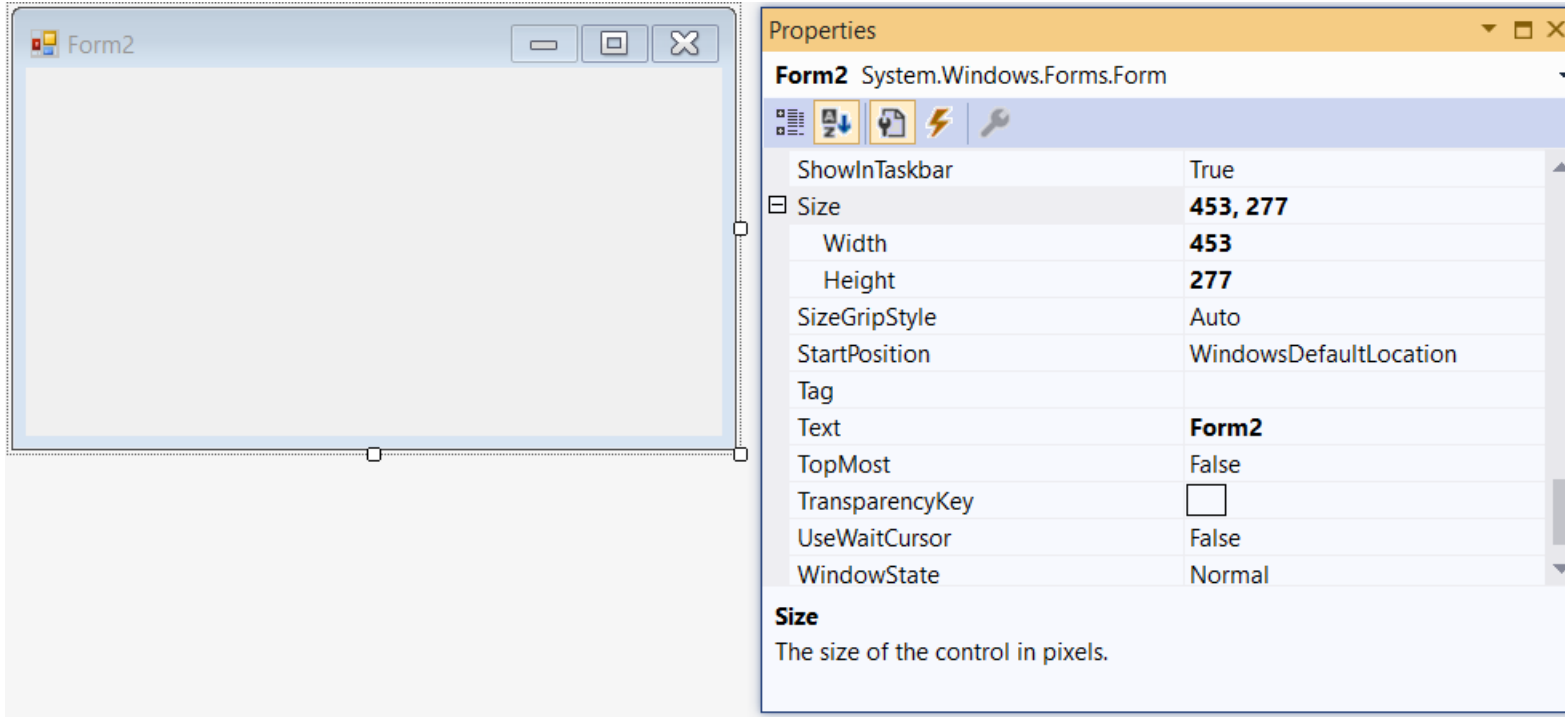 Form2
Properties
Form2 System.Windows.Forms.Form
ShowInTaskbar True
Size 453, 277
Width 453
Height 277
SizeGripStyle Auto
StartPosition WindowsDefaultLocation
Tag
Text Form2
TopMost False
TransparencyKey
UseWaitCursor False
WindowState Normal
Size
The size of the control in pixels.